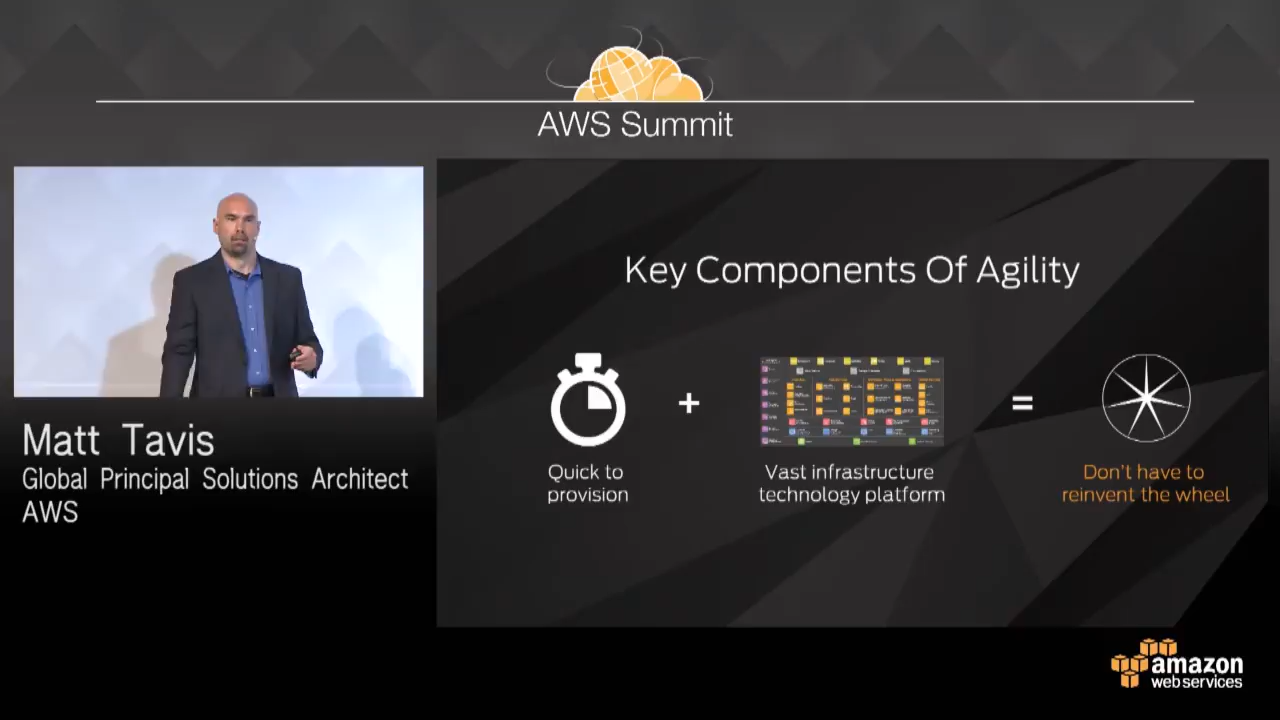 AWS Summit
Matt Tavis
Global Principal Solutions Architect
AWS
Key Components Of Agility
+
=
Quick to
provision
Vast infrastructure
technology platform
Don't have to
reinvent the wheel
amazon
web services